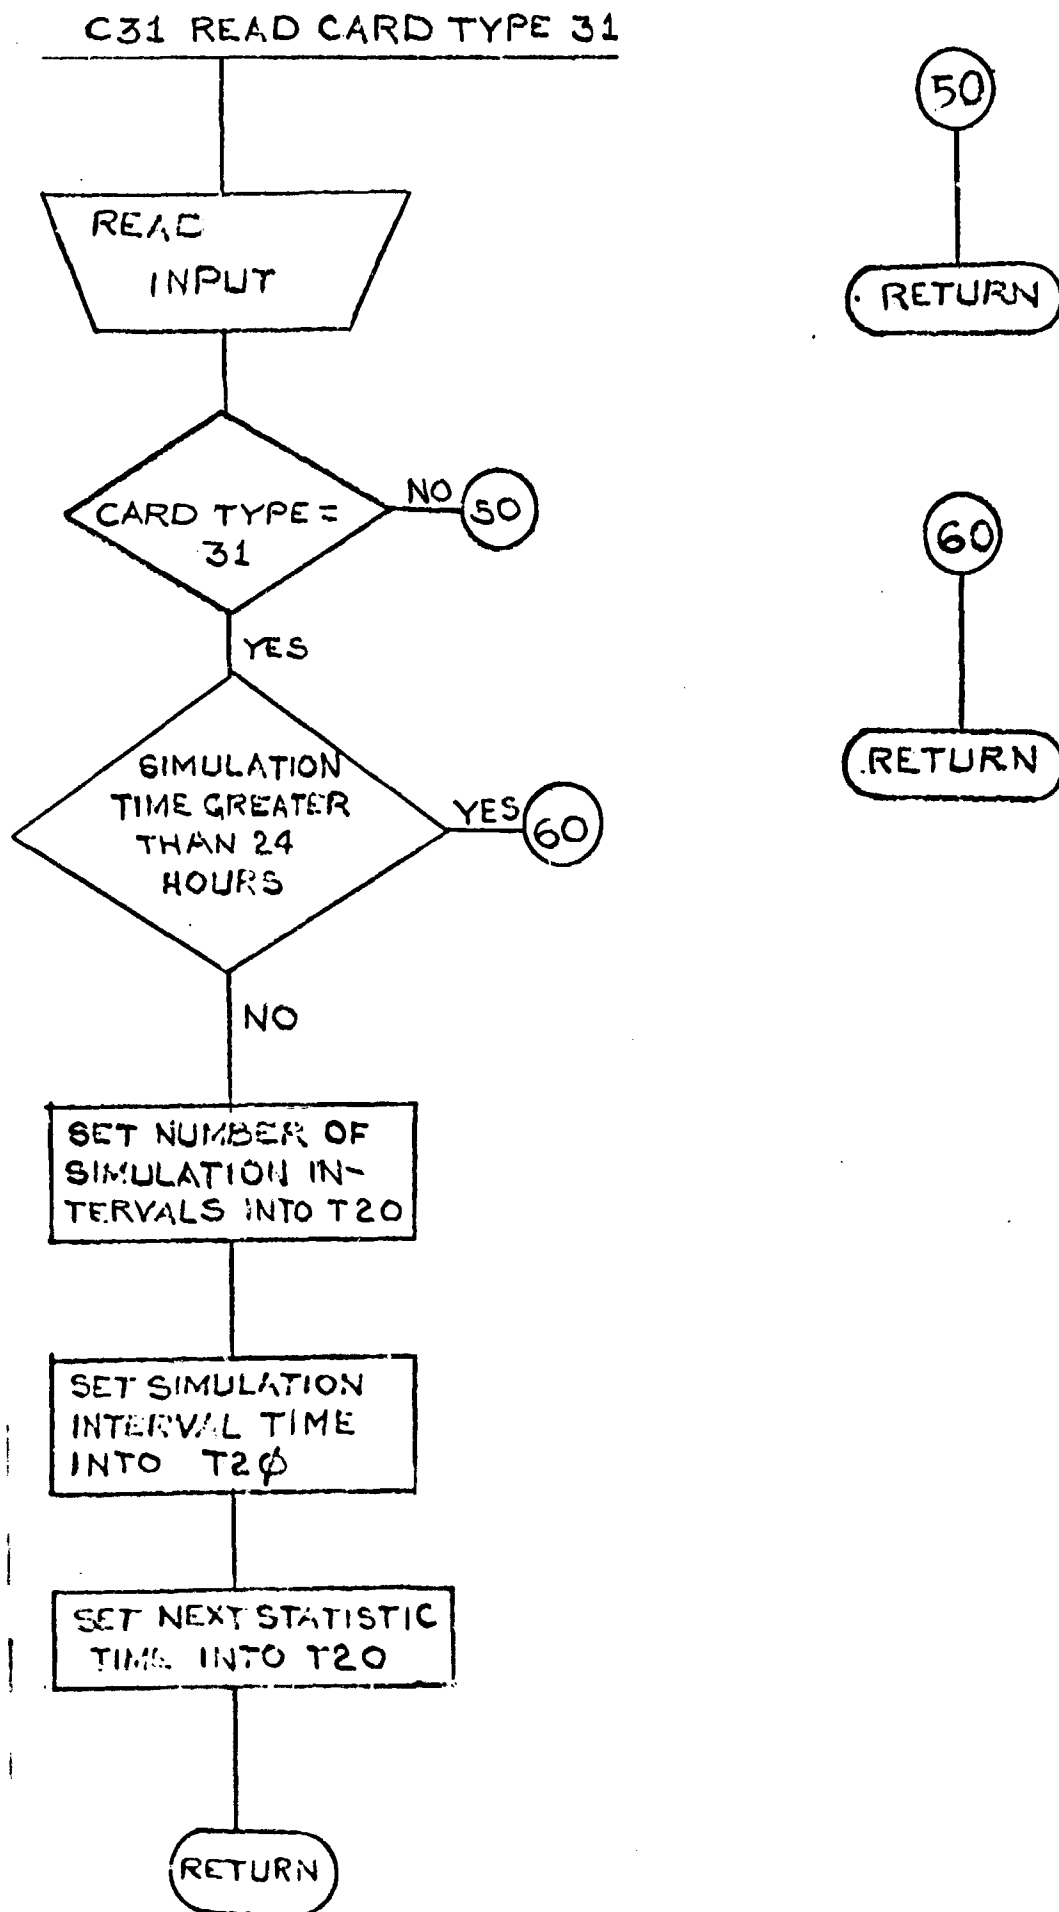 C31 READ CARD TYPE 31
READ
INPUT
CARD TYPE =
31
NO
50
YES
SIMULATION
TIME GREATER
THAN 24
HOURS
YES
60
NO
SET NUMBER OF
SIMULATION IN-
TERVALS INTO T20
SET SIMULATION
INTERVAL TIME
INTO T2φ
SET NEXT STATISTIC
TIME INTO T20
RETURN
50
RETURN
60
RETURN